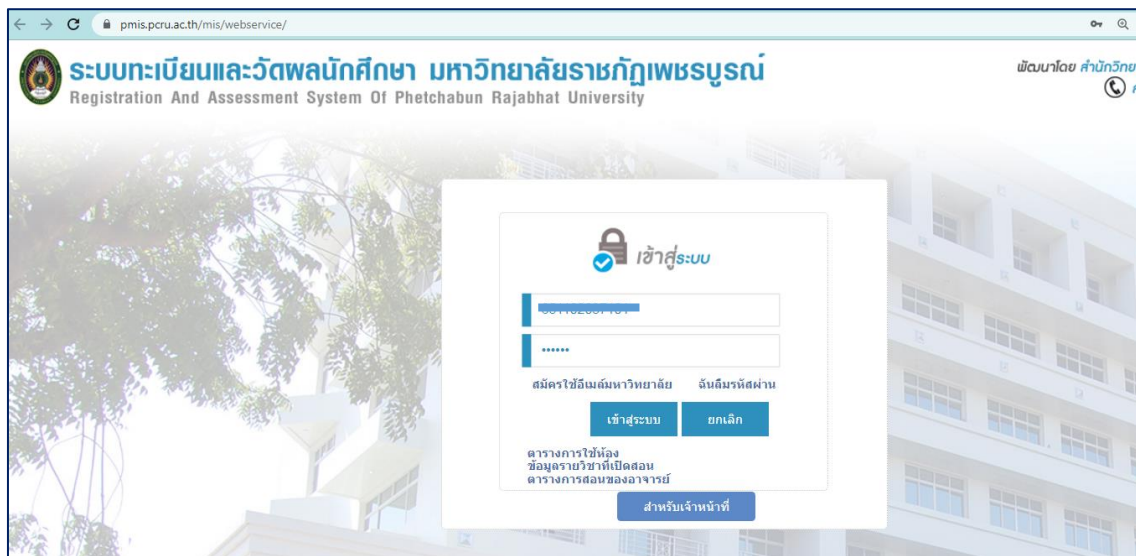 pmis.pcru.ac.th/mis/webservice/
ระบบทะเบียนและวัดผลนักศึกษา มหาวิทยาลัยราชภัฏเพชรบูรณ์
Registration And Assessment System Of Phetchabun Rajabhat University
พัฒนาโดย
เข้าสู่ระบบ
••••••
สมัครใช้อีเมล์มหาวิทยาลัย ฉันลืมรหัสผ่าน
เข้าสู่ระบบ ยกเลิก
ตารางการใช้ห้อง
ข้อมูลรายวิชาที่เปิดสอน
ตารางการสอนของอาจารย์
สำหรับเจ้าหน้าที่